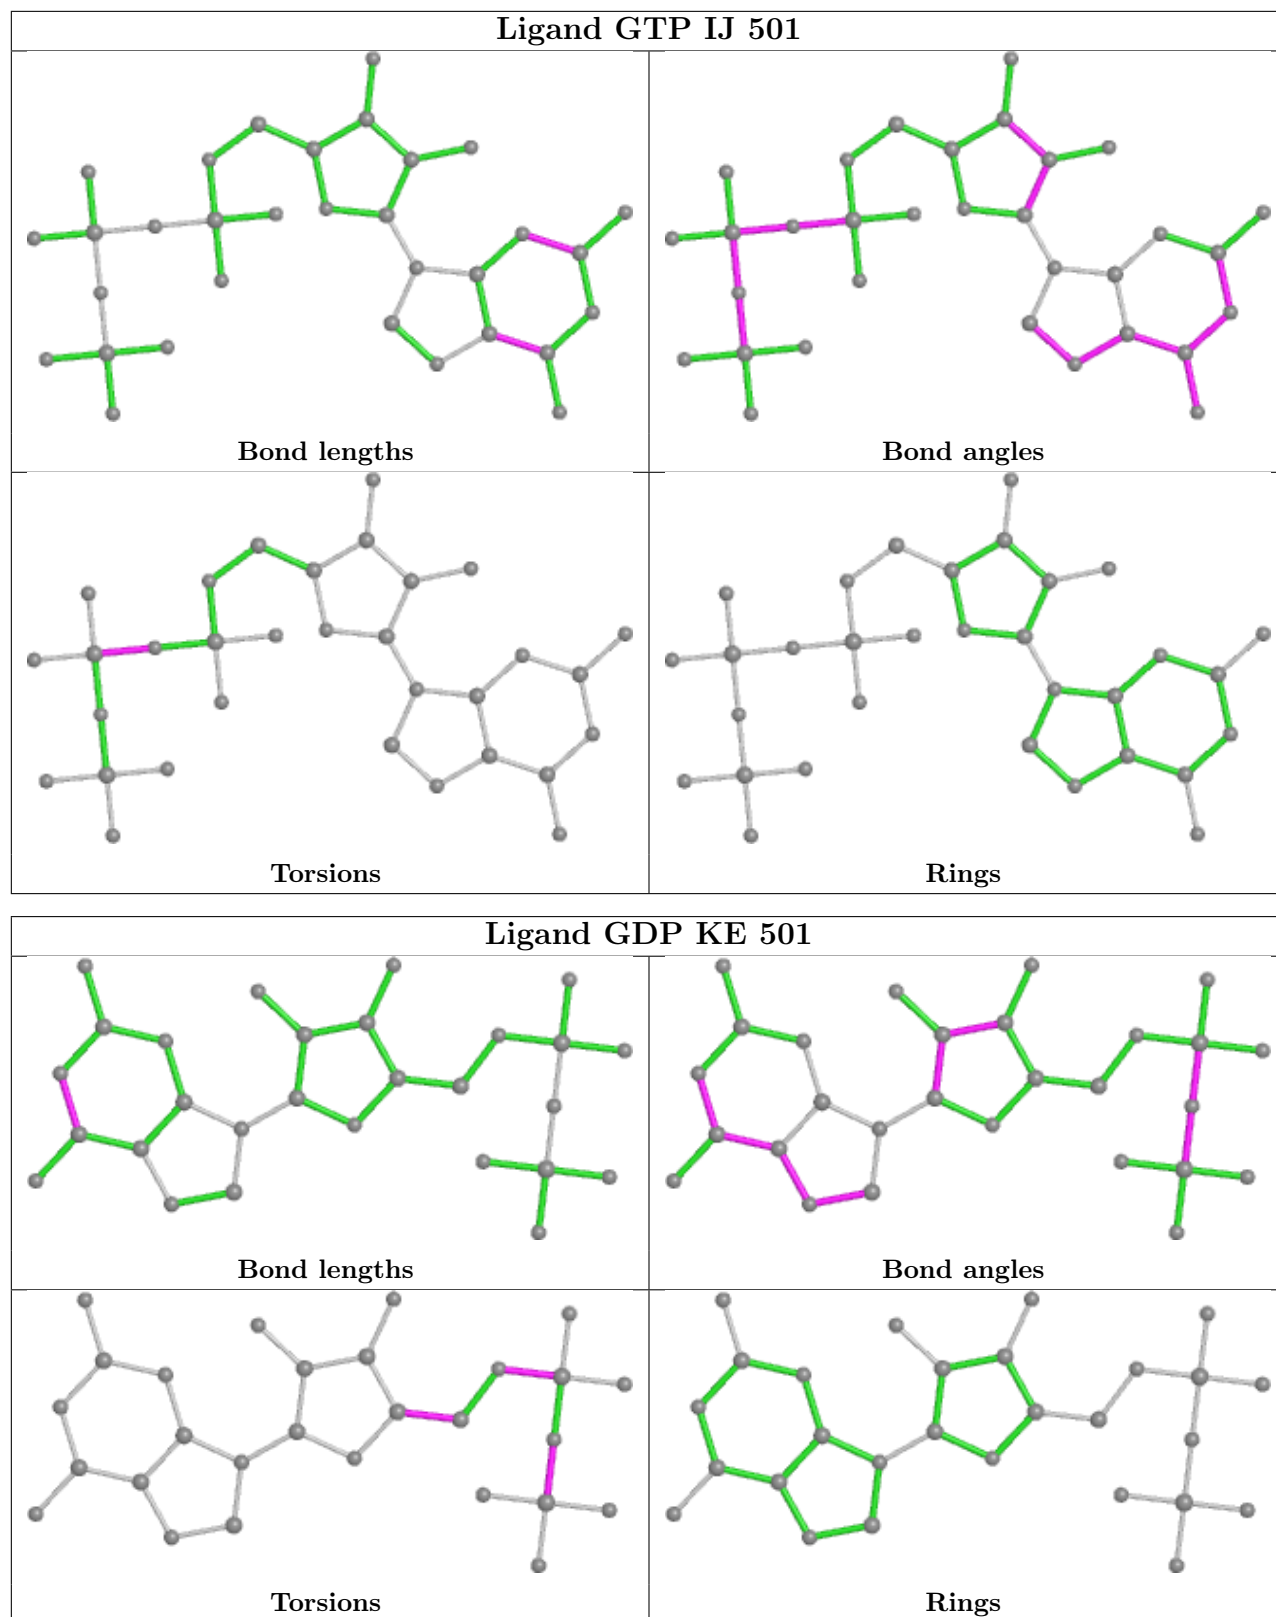 Ligand GTP IJ 501
Bond lengths
Bond angles
Torsions
Rings
Ligand GDP KE 501
Bond lengths
Bond angles
Torsions
Rings